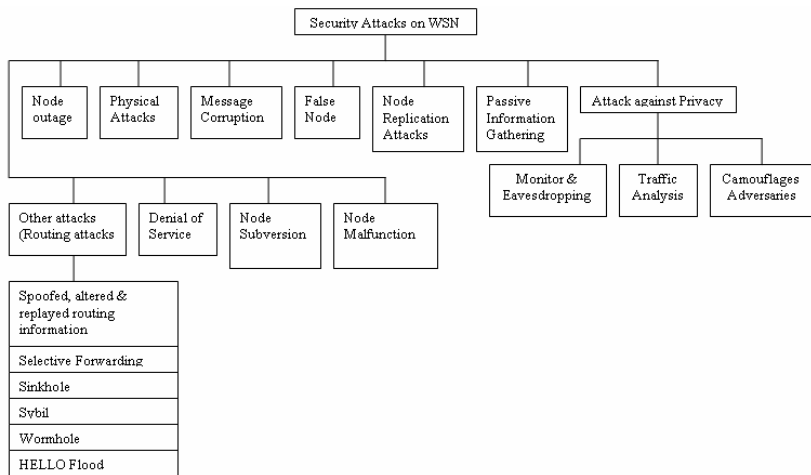 Security Attacks on WSN
Node
outage
Physical
Attacks
Message
Corruption
False
Node
Node
Replication
Attacks
Passive
Information
Gathering
Attack against Privacy
Monitor &
Eavesdropping
Traffic
Analysis
Camouflages
Adversaries
Other attacks
(Routing attacks
Denial of
Service
Node
Subversion
Node
Malfunction
Spoofed, altered &
replayed routing
information
Selective Forwarding
Sinkhole
Sybil
Wormhole
HELLO Flood